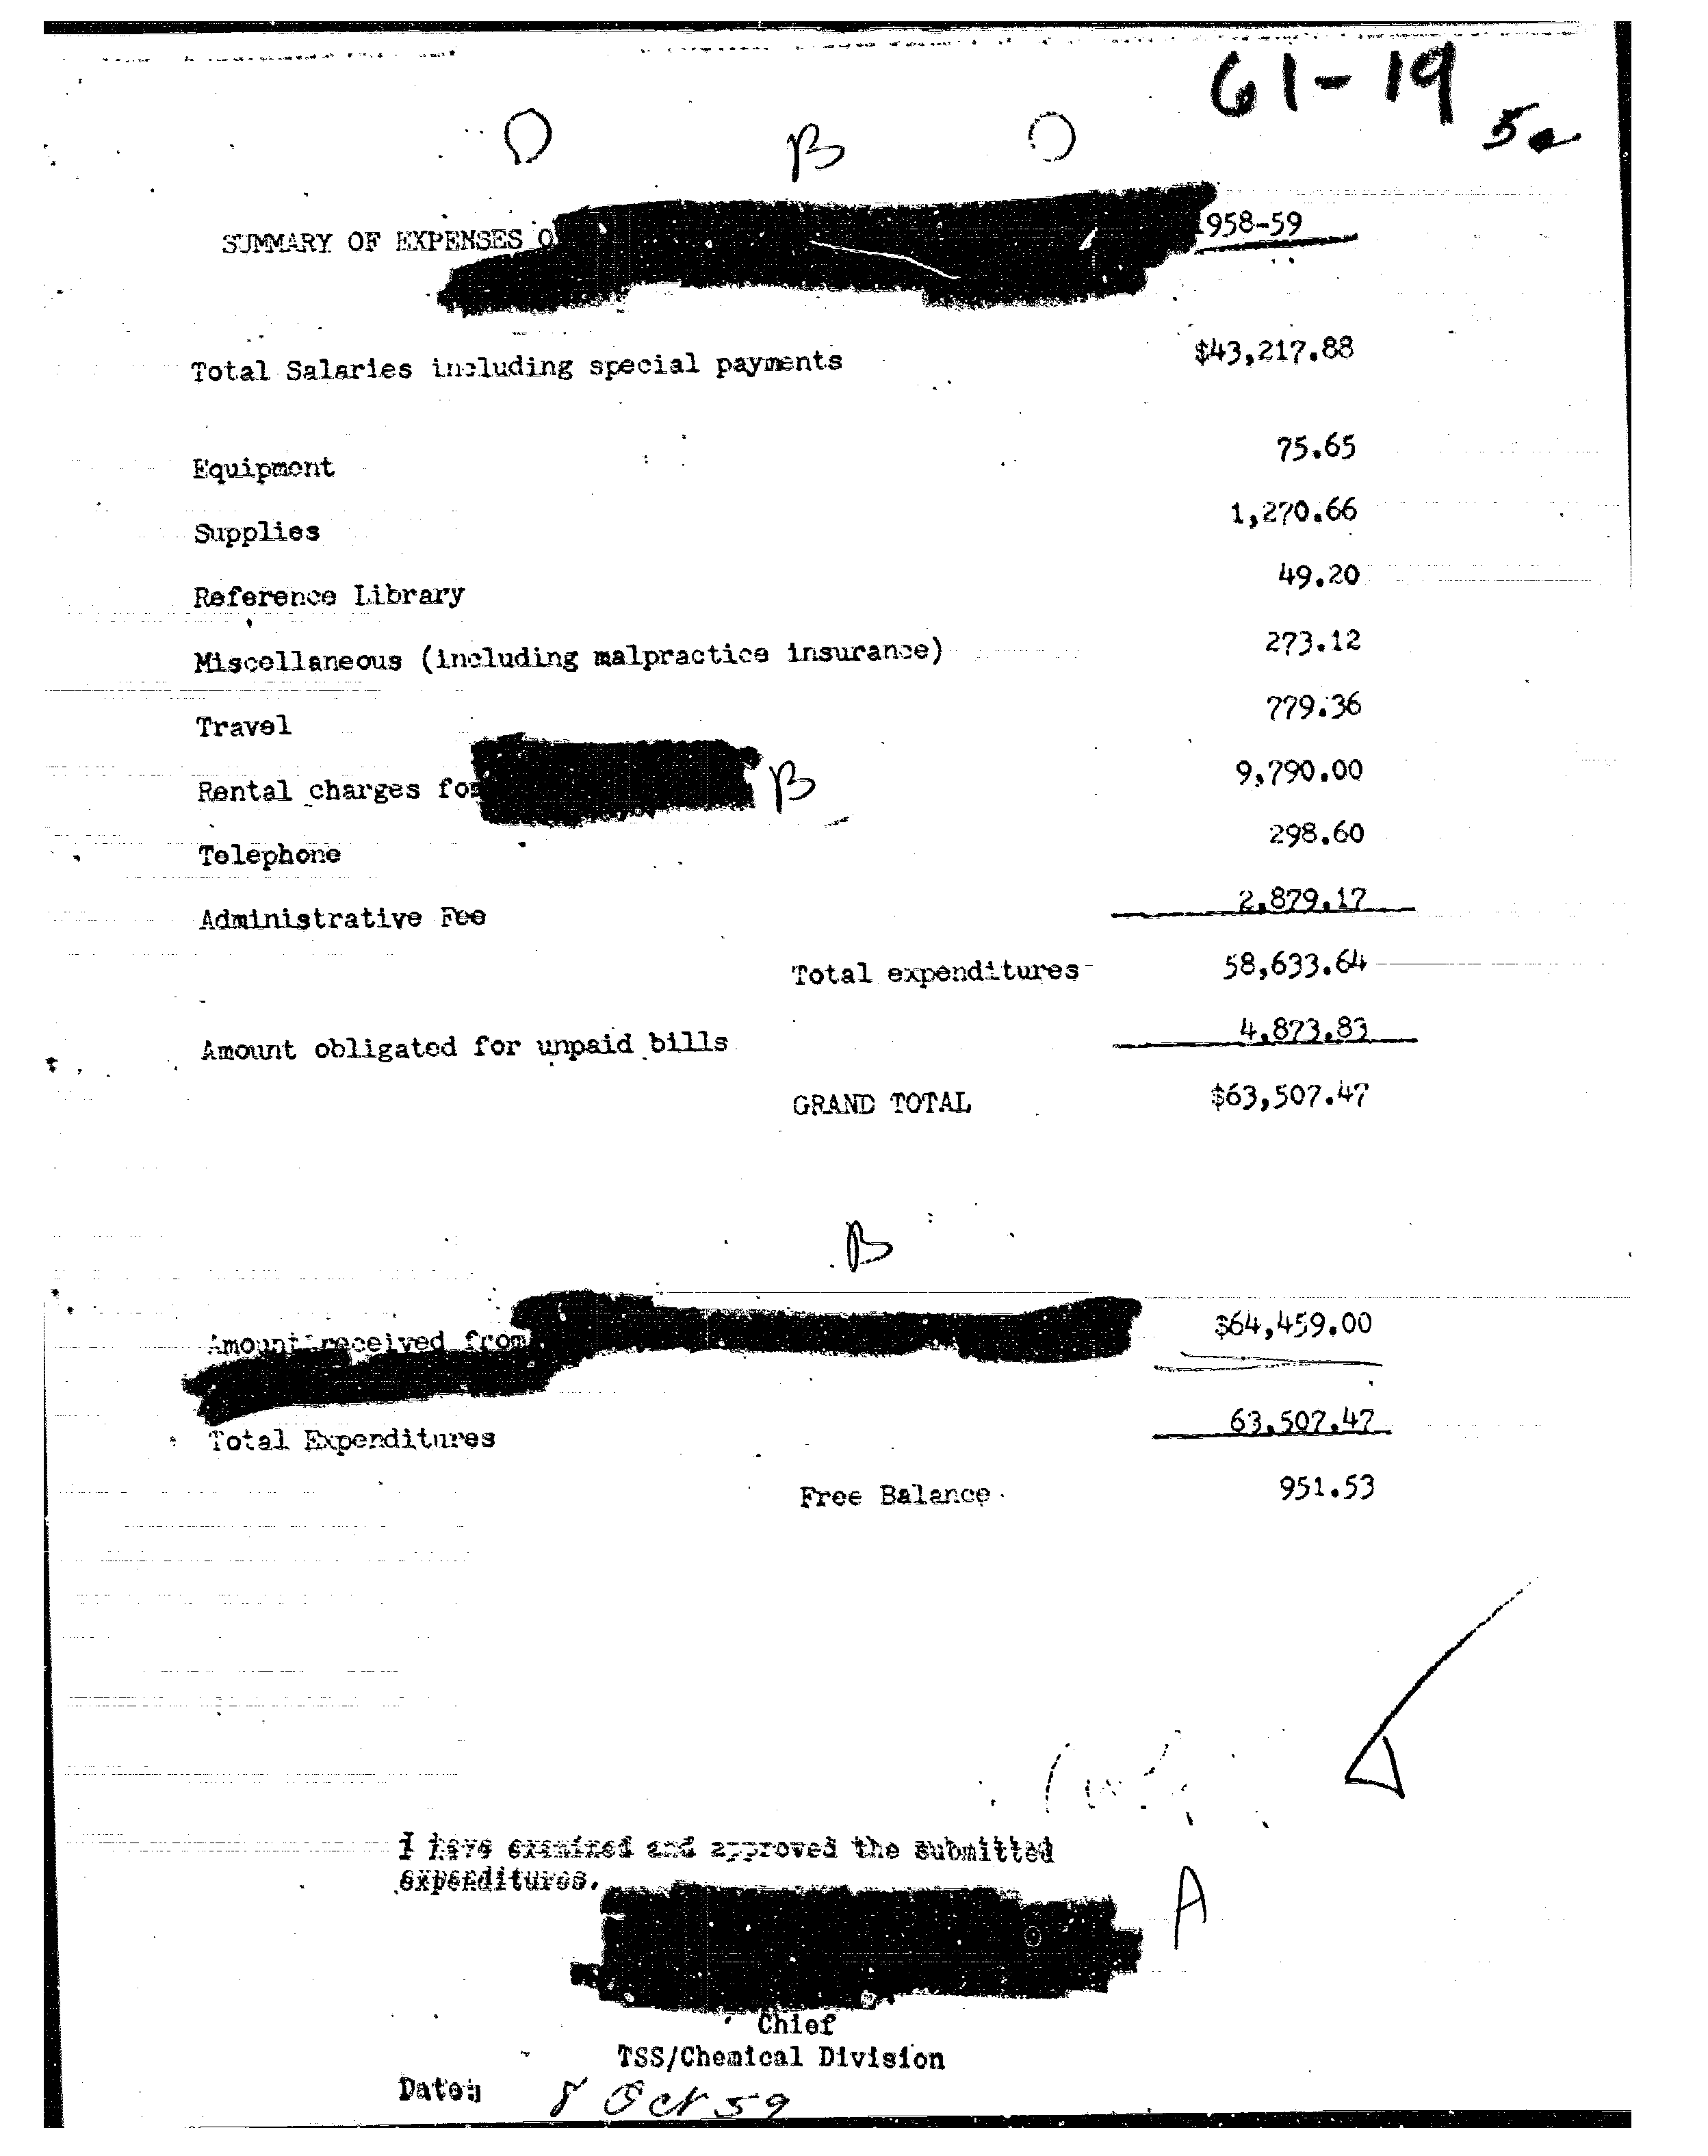 61-19
5a
B
SUMMARY OF EXPENSES O 1958-59
Total Salaries including special payments $43,217.88
Equipment 75.65
Supplies 1,270.66
Reference Library 49.20
Miscellaneous (including malpractice insurance) 273.12
Travel 779.36
Rental charges for B 9,790.00
Telephone 298.60
Administrative Fee 2,879.17
Total expenditures 58,633.64
Amount obligated for unpaid bills 4,873.83
GRAND TOTAL $63,507.47
B
Amount received from $64,459.00
Total Expenditures 63,507.47
Free Balance 951.53
I have examined and approved the submitted
expenditures.
A
Chief
TSS/Chemical Division
Date: 8 Oct 59